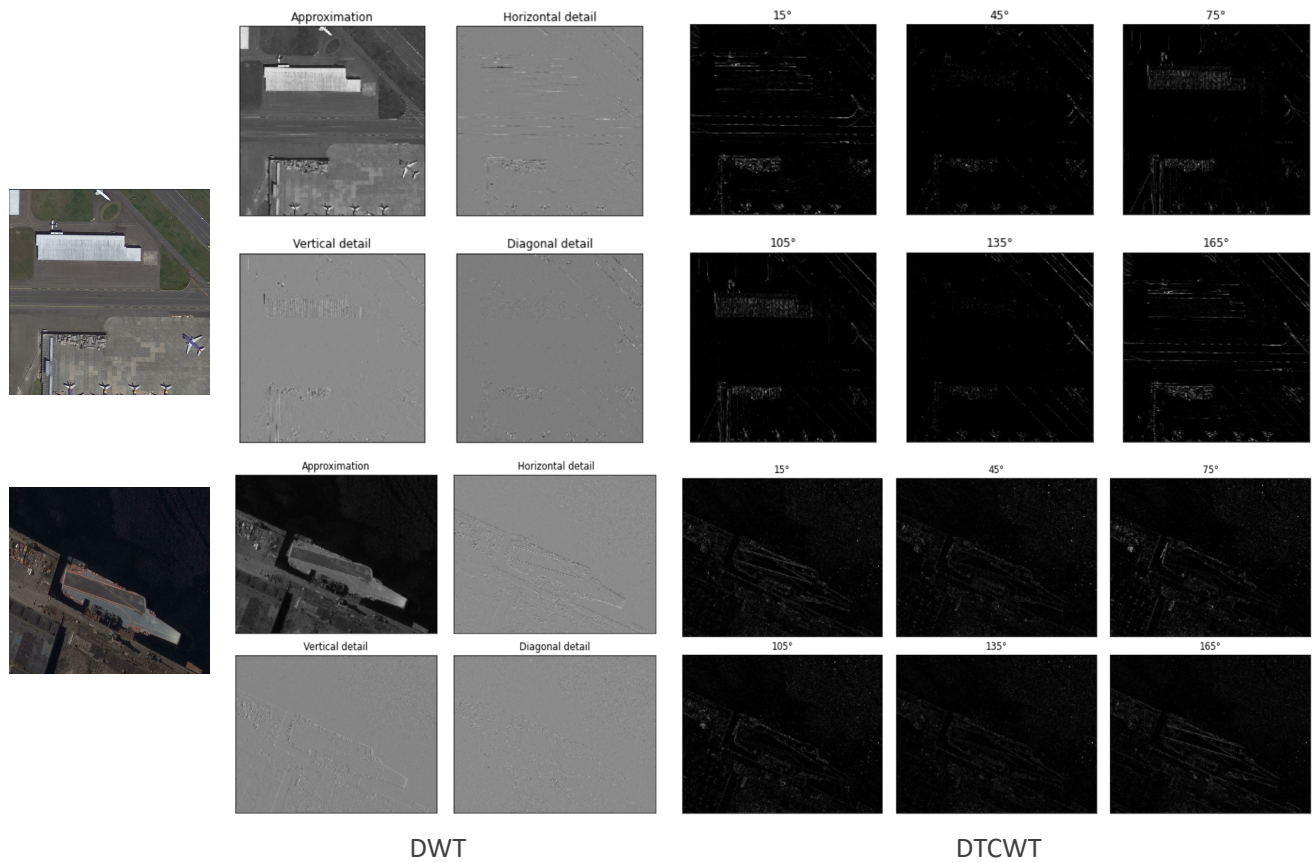 Approximation
Horizontal detail
15°
45°
75°
Vertical detail
Diagonal detail
105°
135°
165°
Approximation
Horizontal detail
15°
45°
75°
Vertical detail
Diagonal detail
105°
135°
165°
DWT
DTCWT